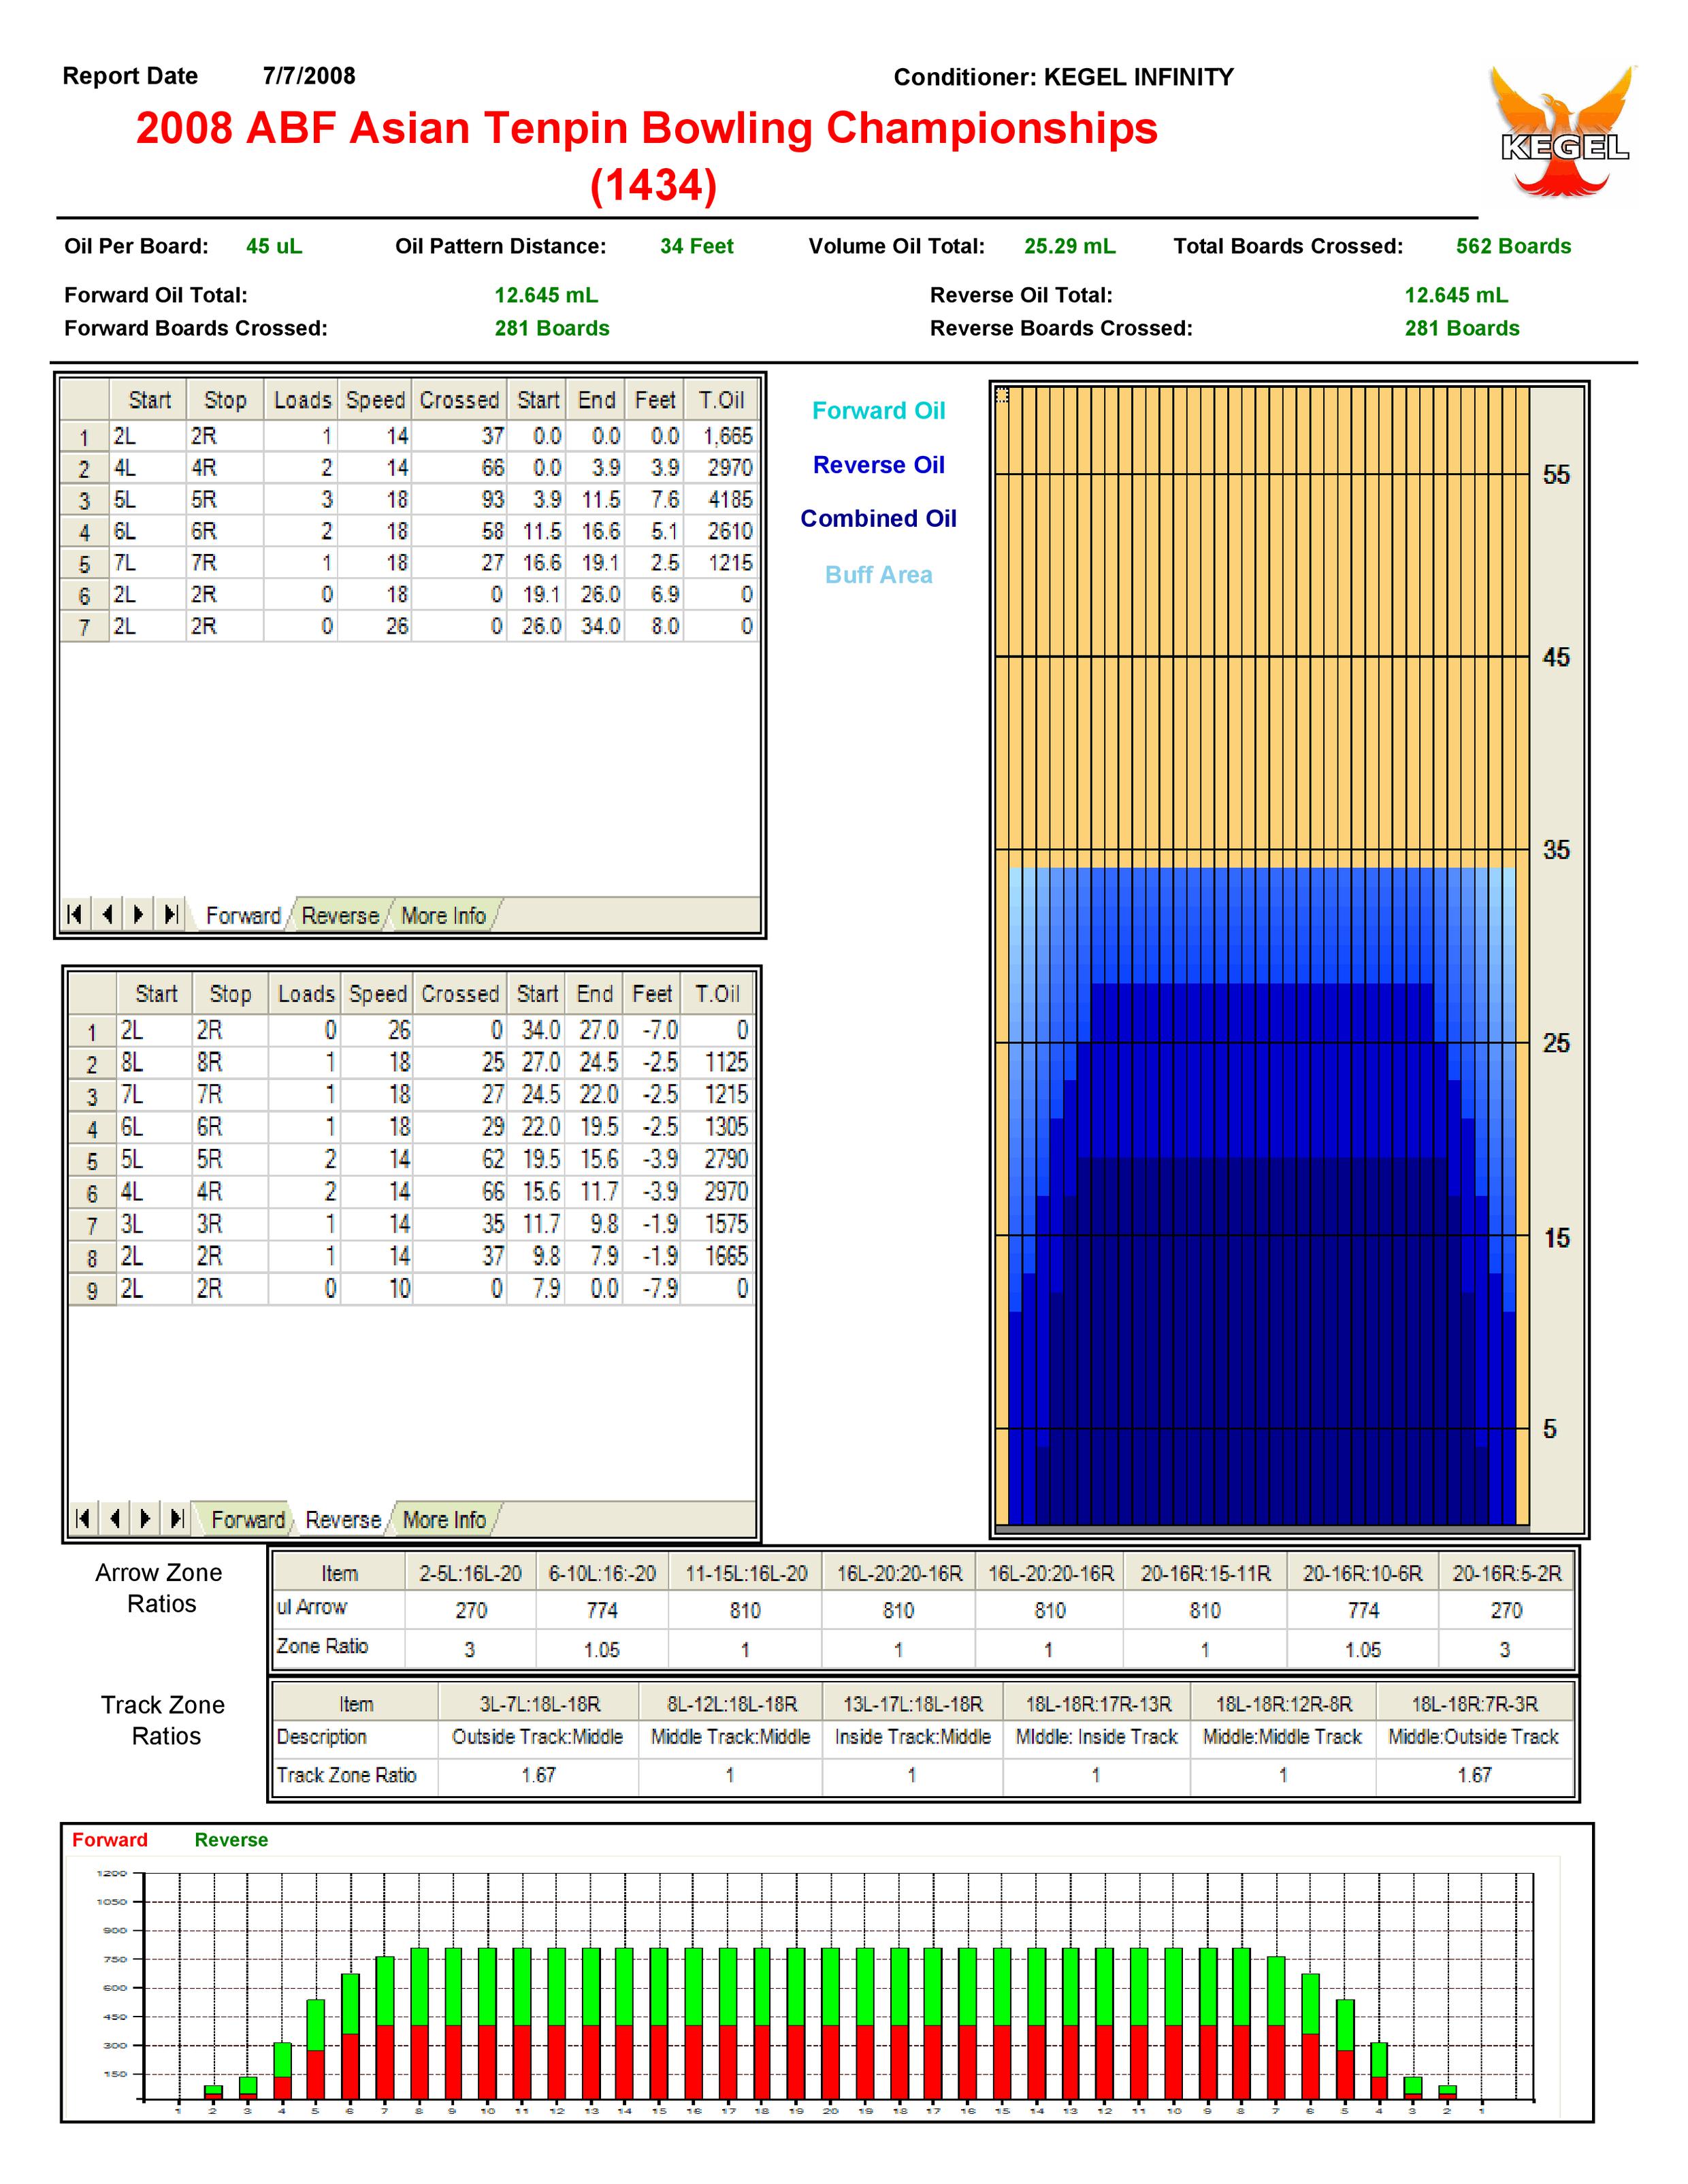 Report Date 7/7/2008 Conditioner: KEGEL INFINITY
2008 ABF Asian Tenpin Bowling Championships
(1434)
KEGEL
Oil Per Board: 45 uL Oil Pattern Distance: 34 Feet Volume Oil Total: 25.29 mL Total Boards Crossed: 562 Boards
Forward Oil Total: 12.645 mL Reverse Oil Total: 12.645 mL
Forward Boards Crossed: 281 Boards Reverse Boards Crossed: 281 Boards
Start Stop Loads Speed Crossed Start End Feet T.Oil
1 2L 2R 1 14 37 0.0 0.0 0.0 1,665
2 4L 4R 2 14 66 0.0 3.9 3.9 2970
3 5L 5R 3 18 93 3.9 11.5 7.6 4185
4 6L 6R 2 18 58 11.5 16.6 5.1 2610
5 7L 7R 1 18 27 16.6 19.1 2.5 1215
6 2L 2R 0 18 0 19.1 26.0 6.9 0
7 2L 2R 0 26 0 26.0 34.0 8.0 0
Forward Reverse More Info
Forward Oil
Reverse Oil
Combined Oil
Buff Area
55
45
35
25
15
5
Start Stop Loads Speed Crossed Start End Feet T.Oil
1 2L 2R 0 26 0 34.0 27.0 -7.0 0
2 8L 8R 1 18 25 27.0 24.5 -2.5 1125
3 7L 7R 1 18 27 24.5 22.0 -2.5 1215
4 6L 6R 1 18 29 22.0 19.5 -2.5 1305
5 5L 5R 2 14 62 19.5 15.6 -3.9 2790
6 4L 4R 2 14 66 15.6 11.7 -3.9 2970
7 3L 3R 1 14 35 11.7 9.8 -1.9 1575
8 2L 2R 1 14 37 9.8 7.9 -1.9 1665
9 2L 2R 0 10 0 7.9 0.0 -7.9 0
Forward Reverse More Info
Arrow Zone
Ratios
Item 2-5L:16L-20 6-10L:16:-20 11-15L:16L-20 16L-20:20-16R 16L-20:20-16R 20-16R:15-11R 20-16R:10-6R 20-16R:5-2R
ul Arrow 270 774 810 810 810 810 774 270
Zone Ratio 3 1.05 1 1 1 1 1.05 3
Track Zone
Ratios
Item 3L-7L:18L-18R 8L-12L:18L-18R 13L-17L:18L-18R 18L-18R:17R-13R 18L-18R:12R-8R 18L-18R:7R-3R
Description Outside Track:Middle Middle Track:Middle Inside Track:Middle MIddle: Inside Track Middle:Middle Track Middle:Outside Track
Track Zone Ratio 1.67 1 1 1 1 1.67
Forward Reverse
1200
1050
900
750
600
450
300
150
1 2 3 4 5 6 7 8 9 10 11 12 13 14 15 16 17 18 19 20 19 18 17 16 15 14 13 12 11 10 9 8 7 6 5 4 3 2 1